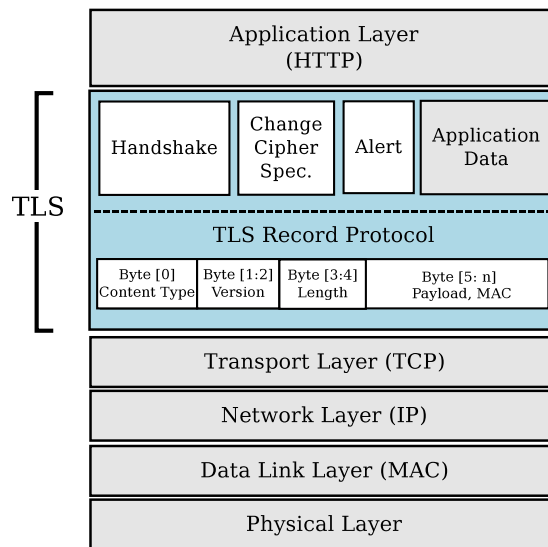 Application Layer
(HTTP)
TLS
Handshake
Change
Cipher
Spec.
Alert
Application
Data
TLS Record Protocol
Byte [0]
Content Type
Byte [1:2]
Version
Byte [3:4]
Length
Byte [5: n]
Payload, MAC
Transport Layer (TCP)
Network Layer (IP)
Data Link Layer (MAC)
Physical Layer